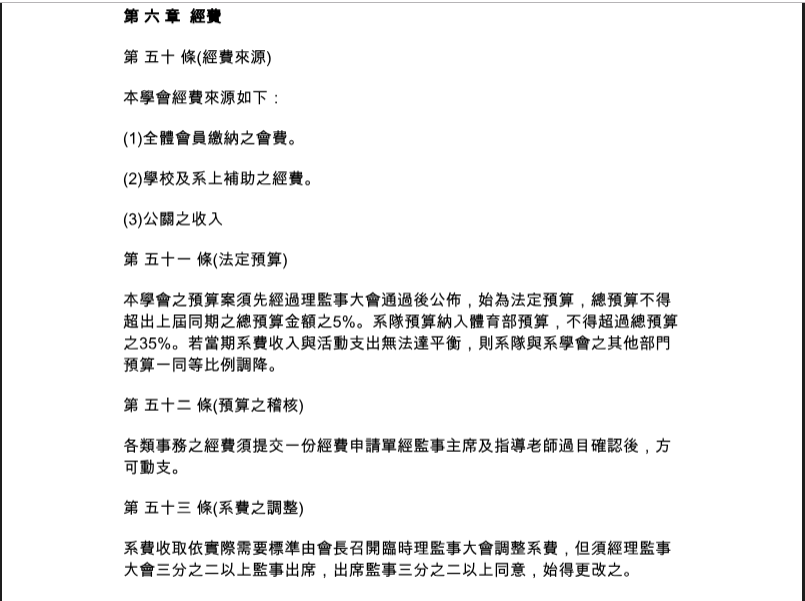 第 六 章  經費
第 五十 條(經費來源)
本學會經費來源如下：
(1)全體會員繳納之會費。
(2)學校及系上補助之經費。
(3)公關之收入
第 五十一 條(法定預算)
本學會之預算案須先經過理監事大會通過後公佈，始為法定預算，總預算不得
超出上屆同期之總預算金額之5%。系隊預算納入體育部預算，不得超過總預算
之35%。若當期系費收入與活動支出無法達平衡，則系隊與系學會之其他部門
預算一同等比例調降。
第 五十二 條(預算之稽核)
各類事務之經費須提交一份經費申請單經監事主席及指導老師過目確認後，方
可動支。
第 五十三 條(系費之調整)
系費收取依實際需要標準由會長召開臨時理監事大會調整系費，但須經理監事
大會三分之二以上監事出席，出席監事三分之二以上同意，始得更改之。